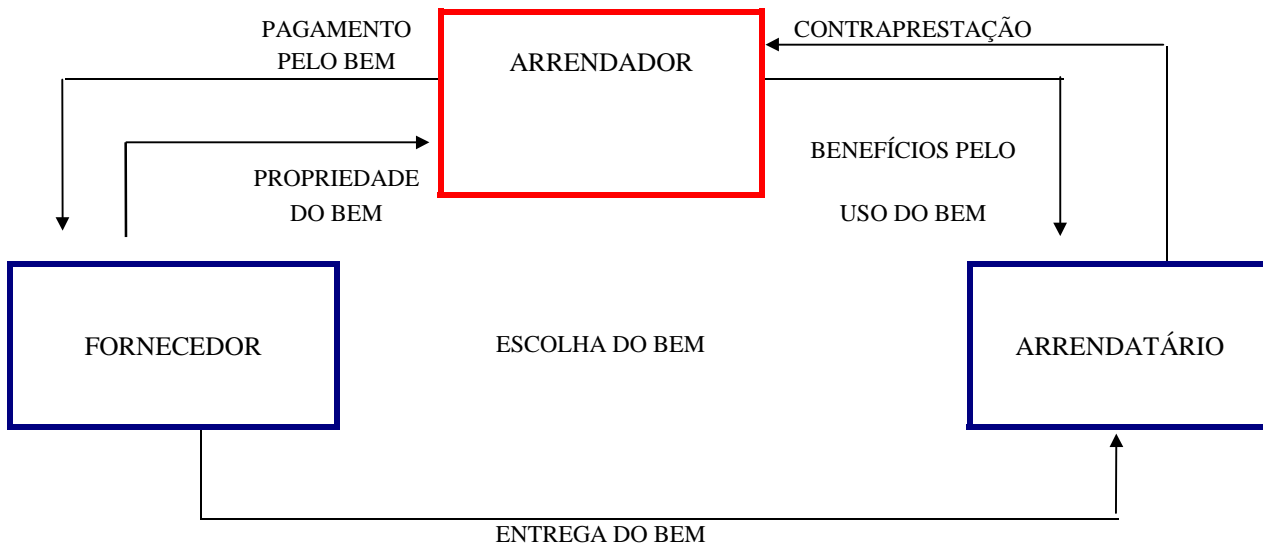 PAGAMENTO
PELO BEM
ARRENDADOR
CONTRAPRESTAÇÃO
PROPRIEDADE
DO BEM
BENEFÍCIOS PELO
USO DO BEM
FORNECEDOR
ESCOLHA DO BEM
ARRENDATÁRIO
ENTREGA DO BEM